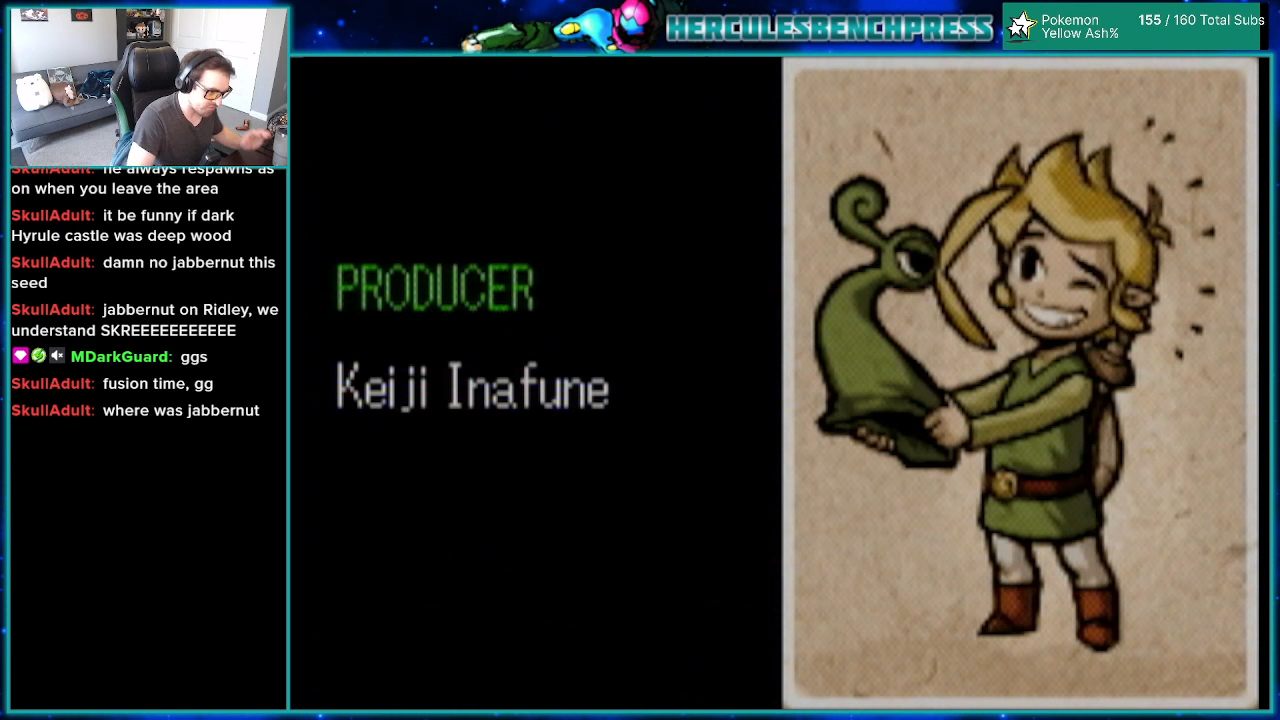 HERCULESBENCHPRESS
Pokemon
Yellow Ash%
155 / 160 Total Subs
SkullAdult: he always respawns as
on when you leave the area
SkullAdult: it be funny if dark
Hyrule castle was deep wood
SkullAdult: damn no jabbernut this
seed
SkullAdult: jabbernut on Ridley, we
understand SKREEEEEEEEEEE
MDarkGuard: ggs
SkullAdult: fusion time, gg
SkullAdult: where was jabbernut
PRODUCER
Keiji Inafune